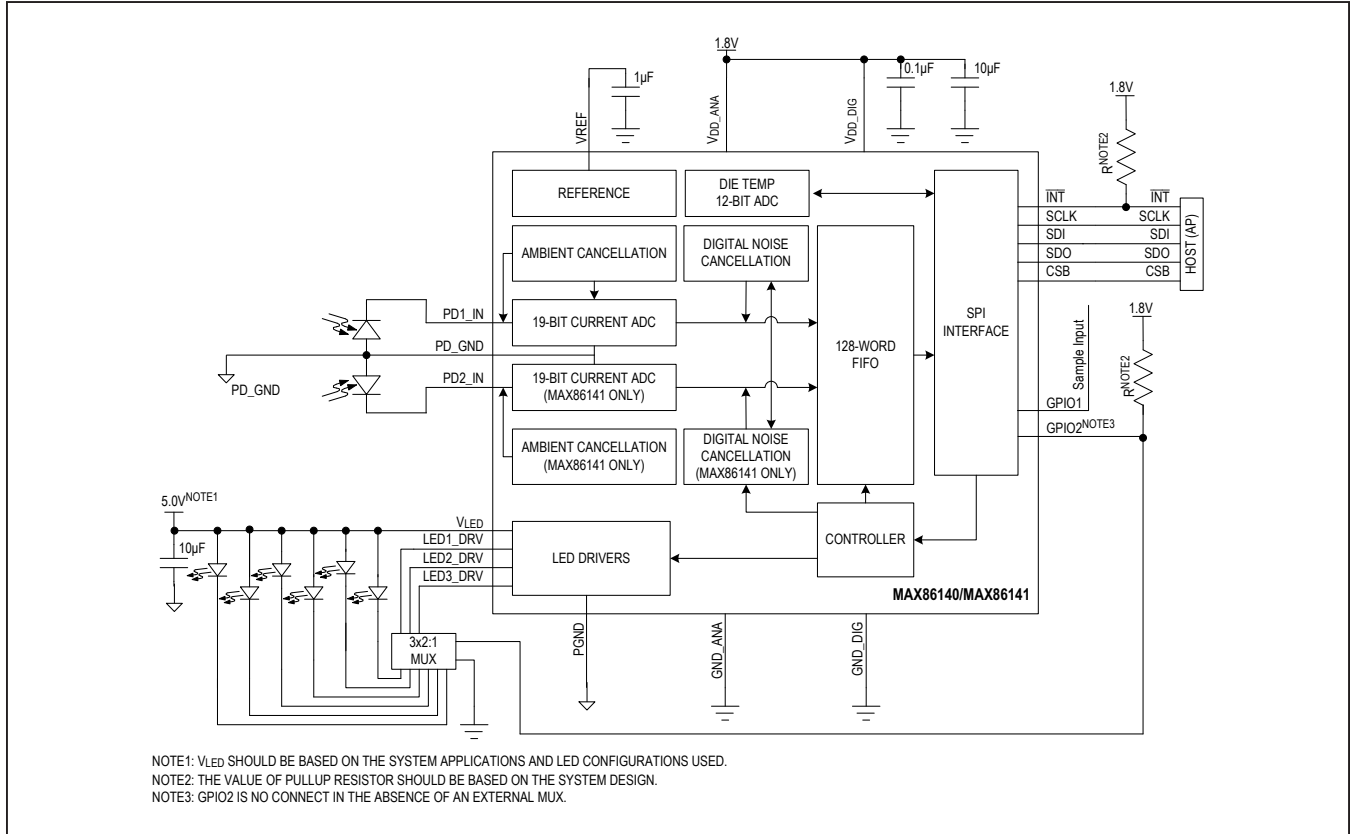 1.8V
1µF
0.1µF
10µF
VREF
VDD_ANA
VDD_DIG
1.8V
RNOTE2
REFERENCE
DIE TEMP
12-BIT ADC
INT
INT
SCLK
SCLK
SDI
SDI
SDO
SDO
CSB
CSB
HOST (AP)
AMBIENT CANCELLATION
DIGITAL NOISE
CANCELLATION
PD1_IN
19-BIT CURRENT ADC
PD_GND
PD_GND
PD2_IN
19-BIT CURRENT ADC
(MAX86141 ONLY)
128-WORD
FIFO
SPI
INTERFACE
1.8V
Sample Input
RNOTE2
GPIO1
GPIO2NOTE3
AMBIENT CANCELLATION
(MAX86141 ONLY)
DIGITAL NOISE
CANCELLATION
(MAX86141 ONLY)
5.0VNOTE1
10µF
VLED
LED1_DRV
LED2_DRV
LED3_DRV
LED DRIVERS
CONTROLLER
MAX86140/MAX86141
3x2:1
MUX
PGND
GND_ANA
GND_DIG
NOTE1: VLED SHOULD BE BASED ON THE SYSTEM APPLICATIONS AND LED CONFIGURATIONS USED.
NOTE2: THE VALUE OF PULLUP RESISTOR SHOULD BE BASED ON THE SYSTEM DESIGN.
NOTE3: GPIO2 IS NO CONNECT IN THE ABSENCE OF AN EXTERNAL MUX.